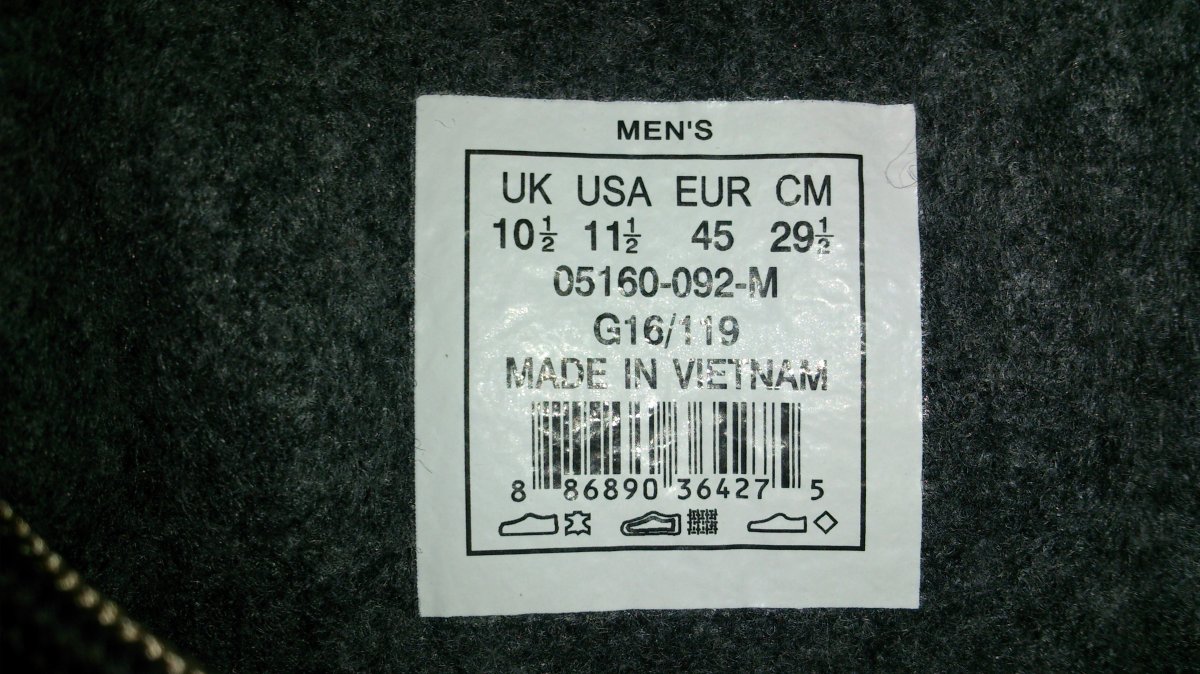 MEN'S
UK USA EUR CM
10½ 11½ 45 29½
05160-092-M
G16/119
MADE IN VIETNAM
8 86890 36427 5